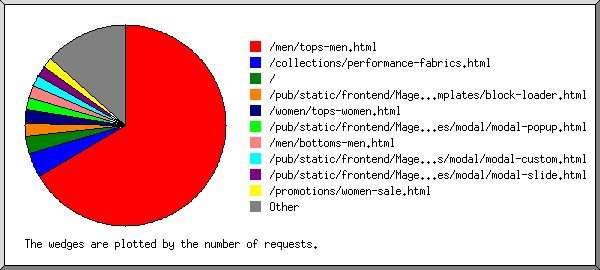 /men/tops-men.html
/collections/performance-fabrics.html
/
/pub/static/frontend/Mage...mplates/block-loader.html
/women/tops-women.html
/pub/static/frontend/Mage...es/modal/modal-popup.html
/men/bottoms-men.html
/pub/static/frontend/Mage...s/modal/modal-custom.html
/pub/static/frontend/Mage...es/modal/modal-slide.html
/promotions/women-sale.html
Other
The wedges are plotted by the number of requests.